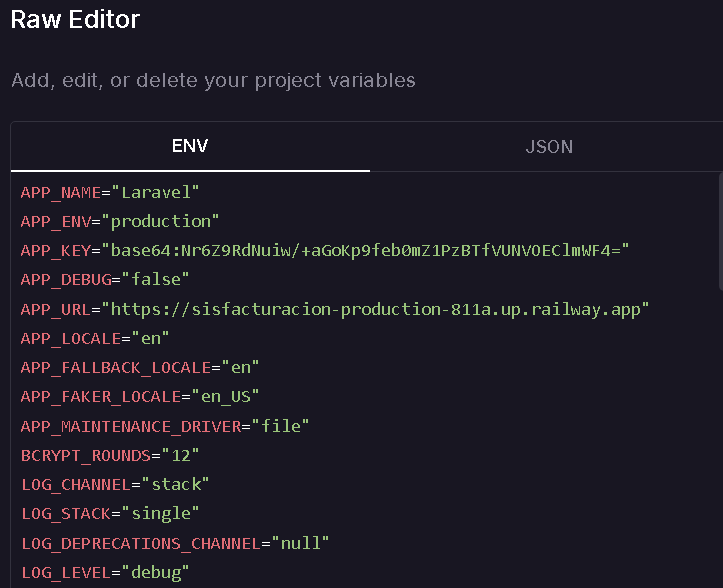 Raw Editor
Add, edit, or delete your project variables
ENV
JSON
APP_NAME="Laravel"
APP_ENV="production"
APP_KEY="base64:Nr6Z9RdNuiw/+aGoKp9feb0mZ1PzBTfVUNVOEClmWF4="
APP_DEBUG="false"
APP_URL="https://sisfacturacion-production-811a.up.railway.app"
APP_LOCALE="en"
APP_FALLBACK_LOCALE="en"
APP_FAKER_LOCALE="en_US"
APP_MAINTENANCE_DRIVER="file"
BCRYPT_ROUNDS="12"
LOG_CHANNEL="stack"
LOG_STACK="single"
LOG_DEPRECATIONS_CHANNEL="null"
LOG_LEVEL="debug"